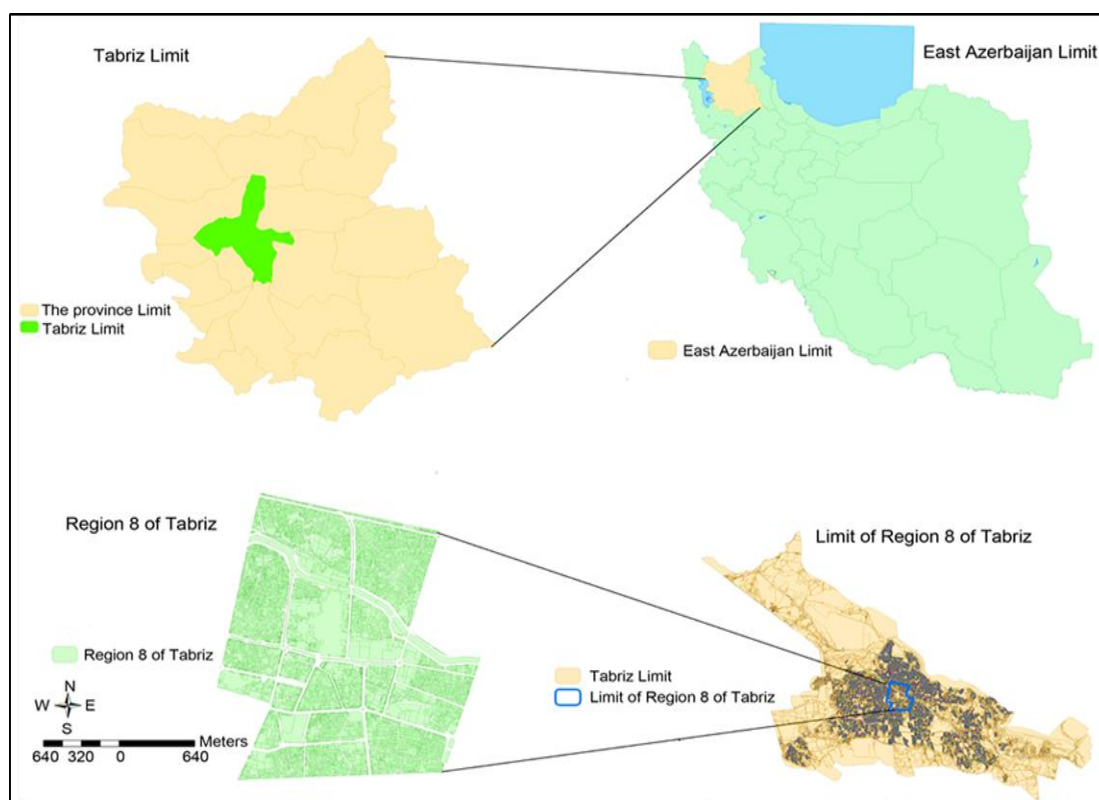 Tabriz Limit
East Azerbaijan Limit
The province Limit
Tabriz Limit
East Azerbaijan Limit
Region 8 of Tabriz
Limit of Region 8 of Tabriz
Region 8 of Tabriz
Tabriz Limit
Limit of Region 8 of Tabriz
N
W E
S
Meters
640 320 0 640